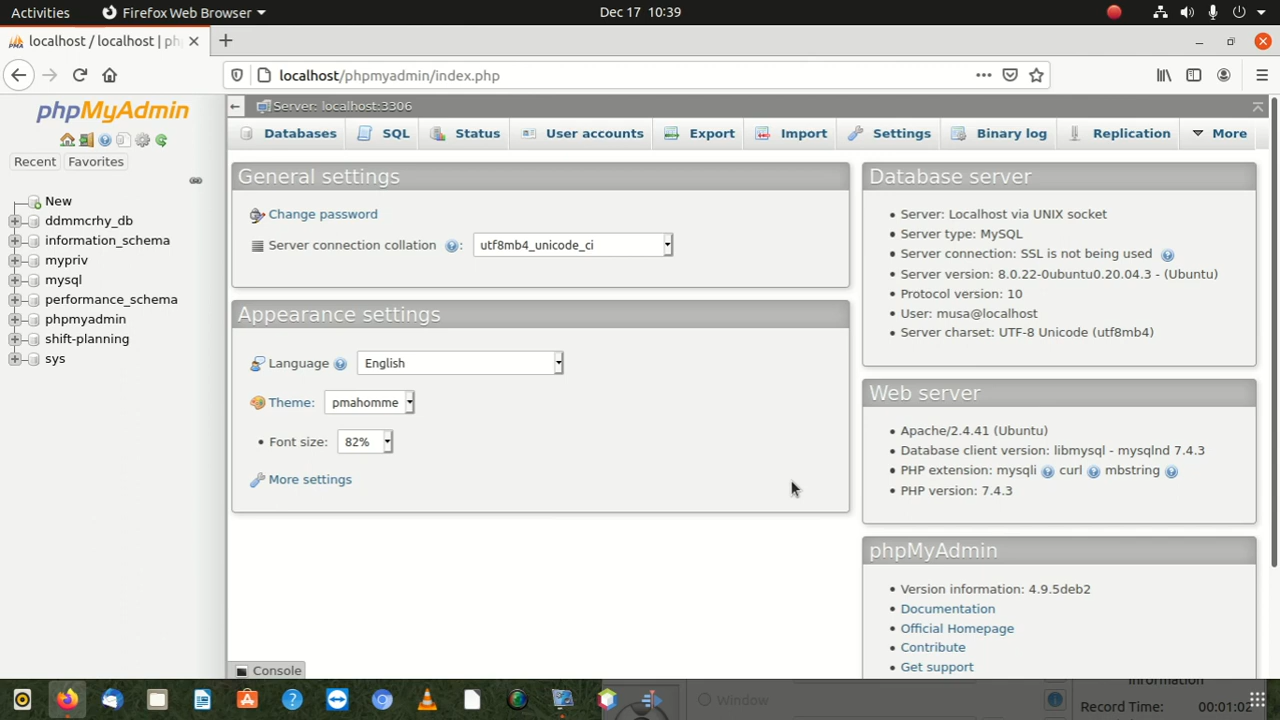 Activities Firefox Web Browser Dec 17 10:39
localhost / localhost | ph
localhost/phpmyadmin/index.php
phpMyAdmin
Recent Favorites
New
ddmmcrhy_db
information_schema
mypriv
mysql
performance_schema
phpmyadmin
shift-planning
sys
Server: localhost:3306
Databases SQL Status User accounts Export Import Settings Binary log Replication More
General settings
Change password
Server connection collation : utf8mb4_unicode_ci
Appearance settings
Language English
Theme: pmahomme
• Font size: 82%
More settings
Console
Database server
• Server: Localhost via UNIX socket
• Server type: MySQL
• Server connection: SSL is not being used
• Server version: 8.0.22-0ubuntu0.20.04.3 - (Ubuntu)
• Protocol version: 10
• User: musa@localhost
• Server charset: UTF-8 Unicode (utf8mb4)
Web server
• Apache/2.4.41 (Ubuntu)
• Database client version: libmysql - mysqlnd 7.4.3
• PHP extension: mysqli curl mbstring
• PHP version: 7.4.3
phpMyAdmin
• Version information: 4.9.5deb2
• Documentation
• Official Homepage
• Contribute
• Get support
Window
Information
Record Time: 00:01:02